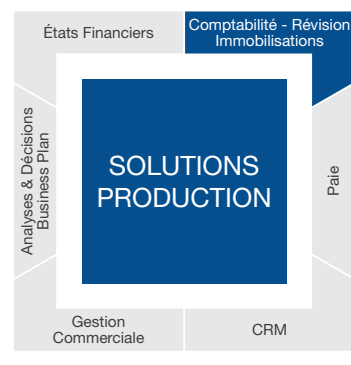 États Financiers
Comptabilité - Révision
Immobilisations
Analyses & Décisions
Business Plan
SOLUTIONS
PRODUCTION
Paie
Gestion
Commerciale
CRM